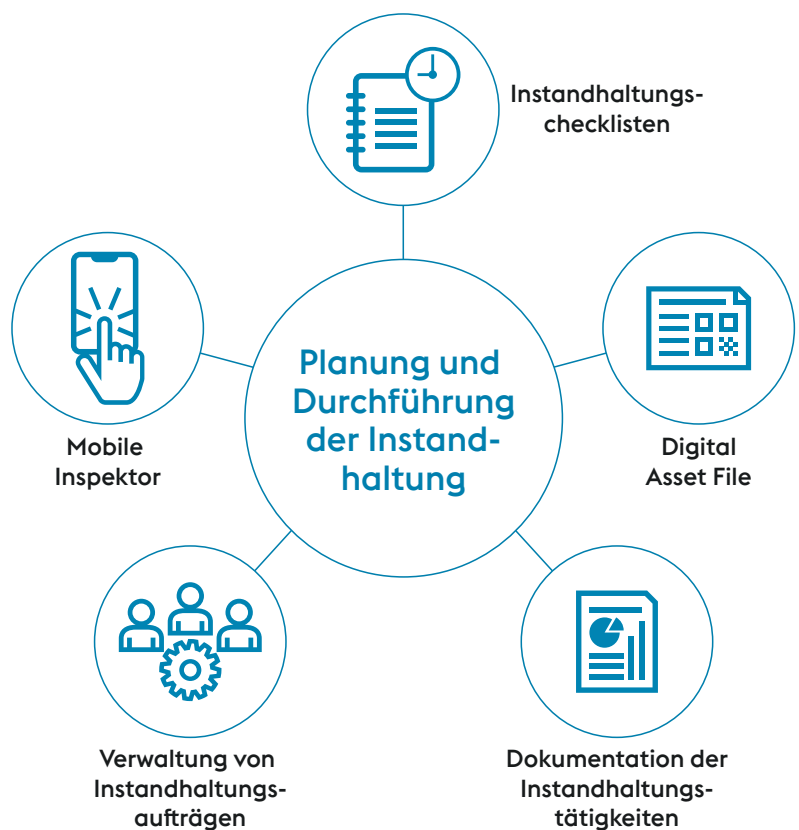 Instandhaltungs-
checklisten
Planung und
Durchführung
der Instand-
haltung
Mobile
Inspektor
Digital
Asset File
Verwaltung von
Instandhaltungs-
aufträgen
Dokumentation der
Instandhaltungs-
tätigkeiten